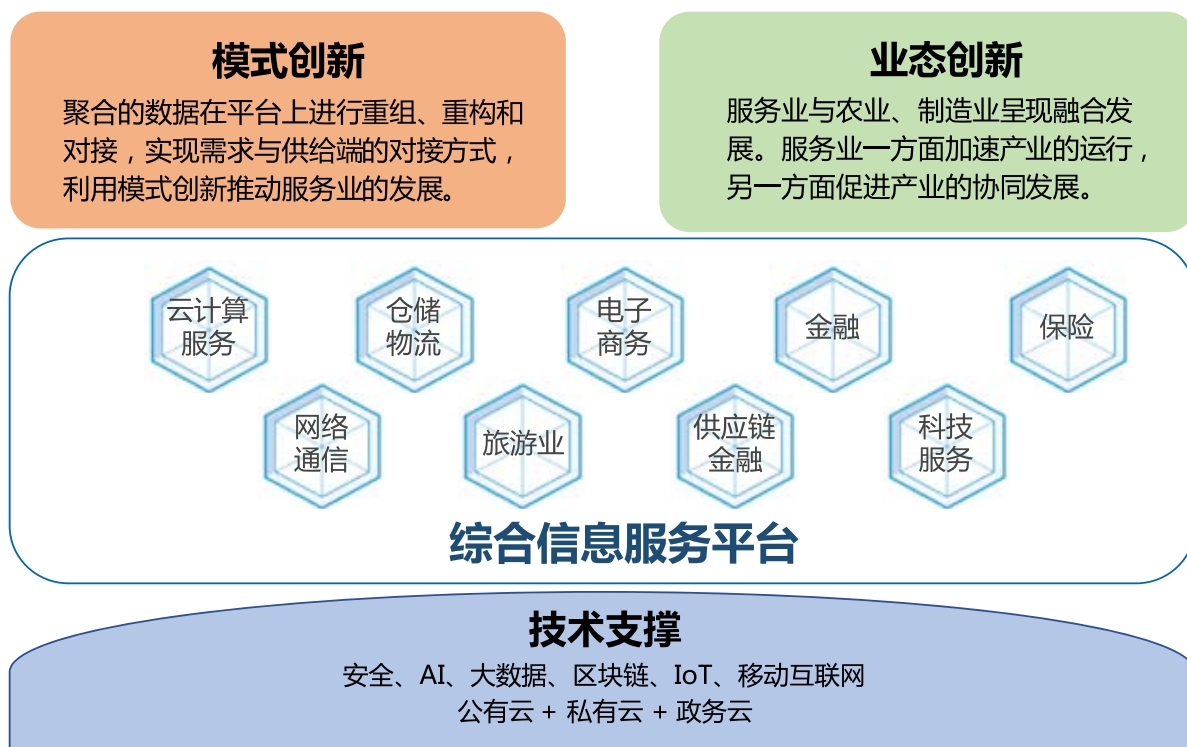 模式创新
聚合的数据在平台上进行重组、重构和
对接，实现需求与供给端的对接方式，
利用模式创新推动服务业的发展。
业态创新
服务业与农业、制造业呈现融合发
展。服务业一方面加速产业的运行，
另一方面促进产业的协同发展。
云计算
服务
仓储
物流
电子
商务
金融
保险
网络
通信
旅游业
供应链
金融
科技
服务
综合信息服务平台
技术支撑
安全、AI、大数据、区块链、IoT、移动互联网
公有云 + 私有云 + 政务云